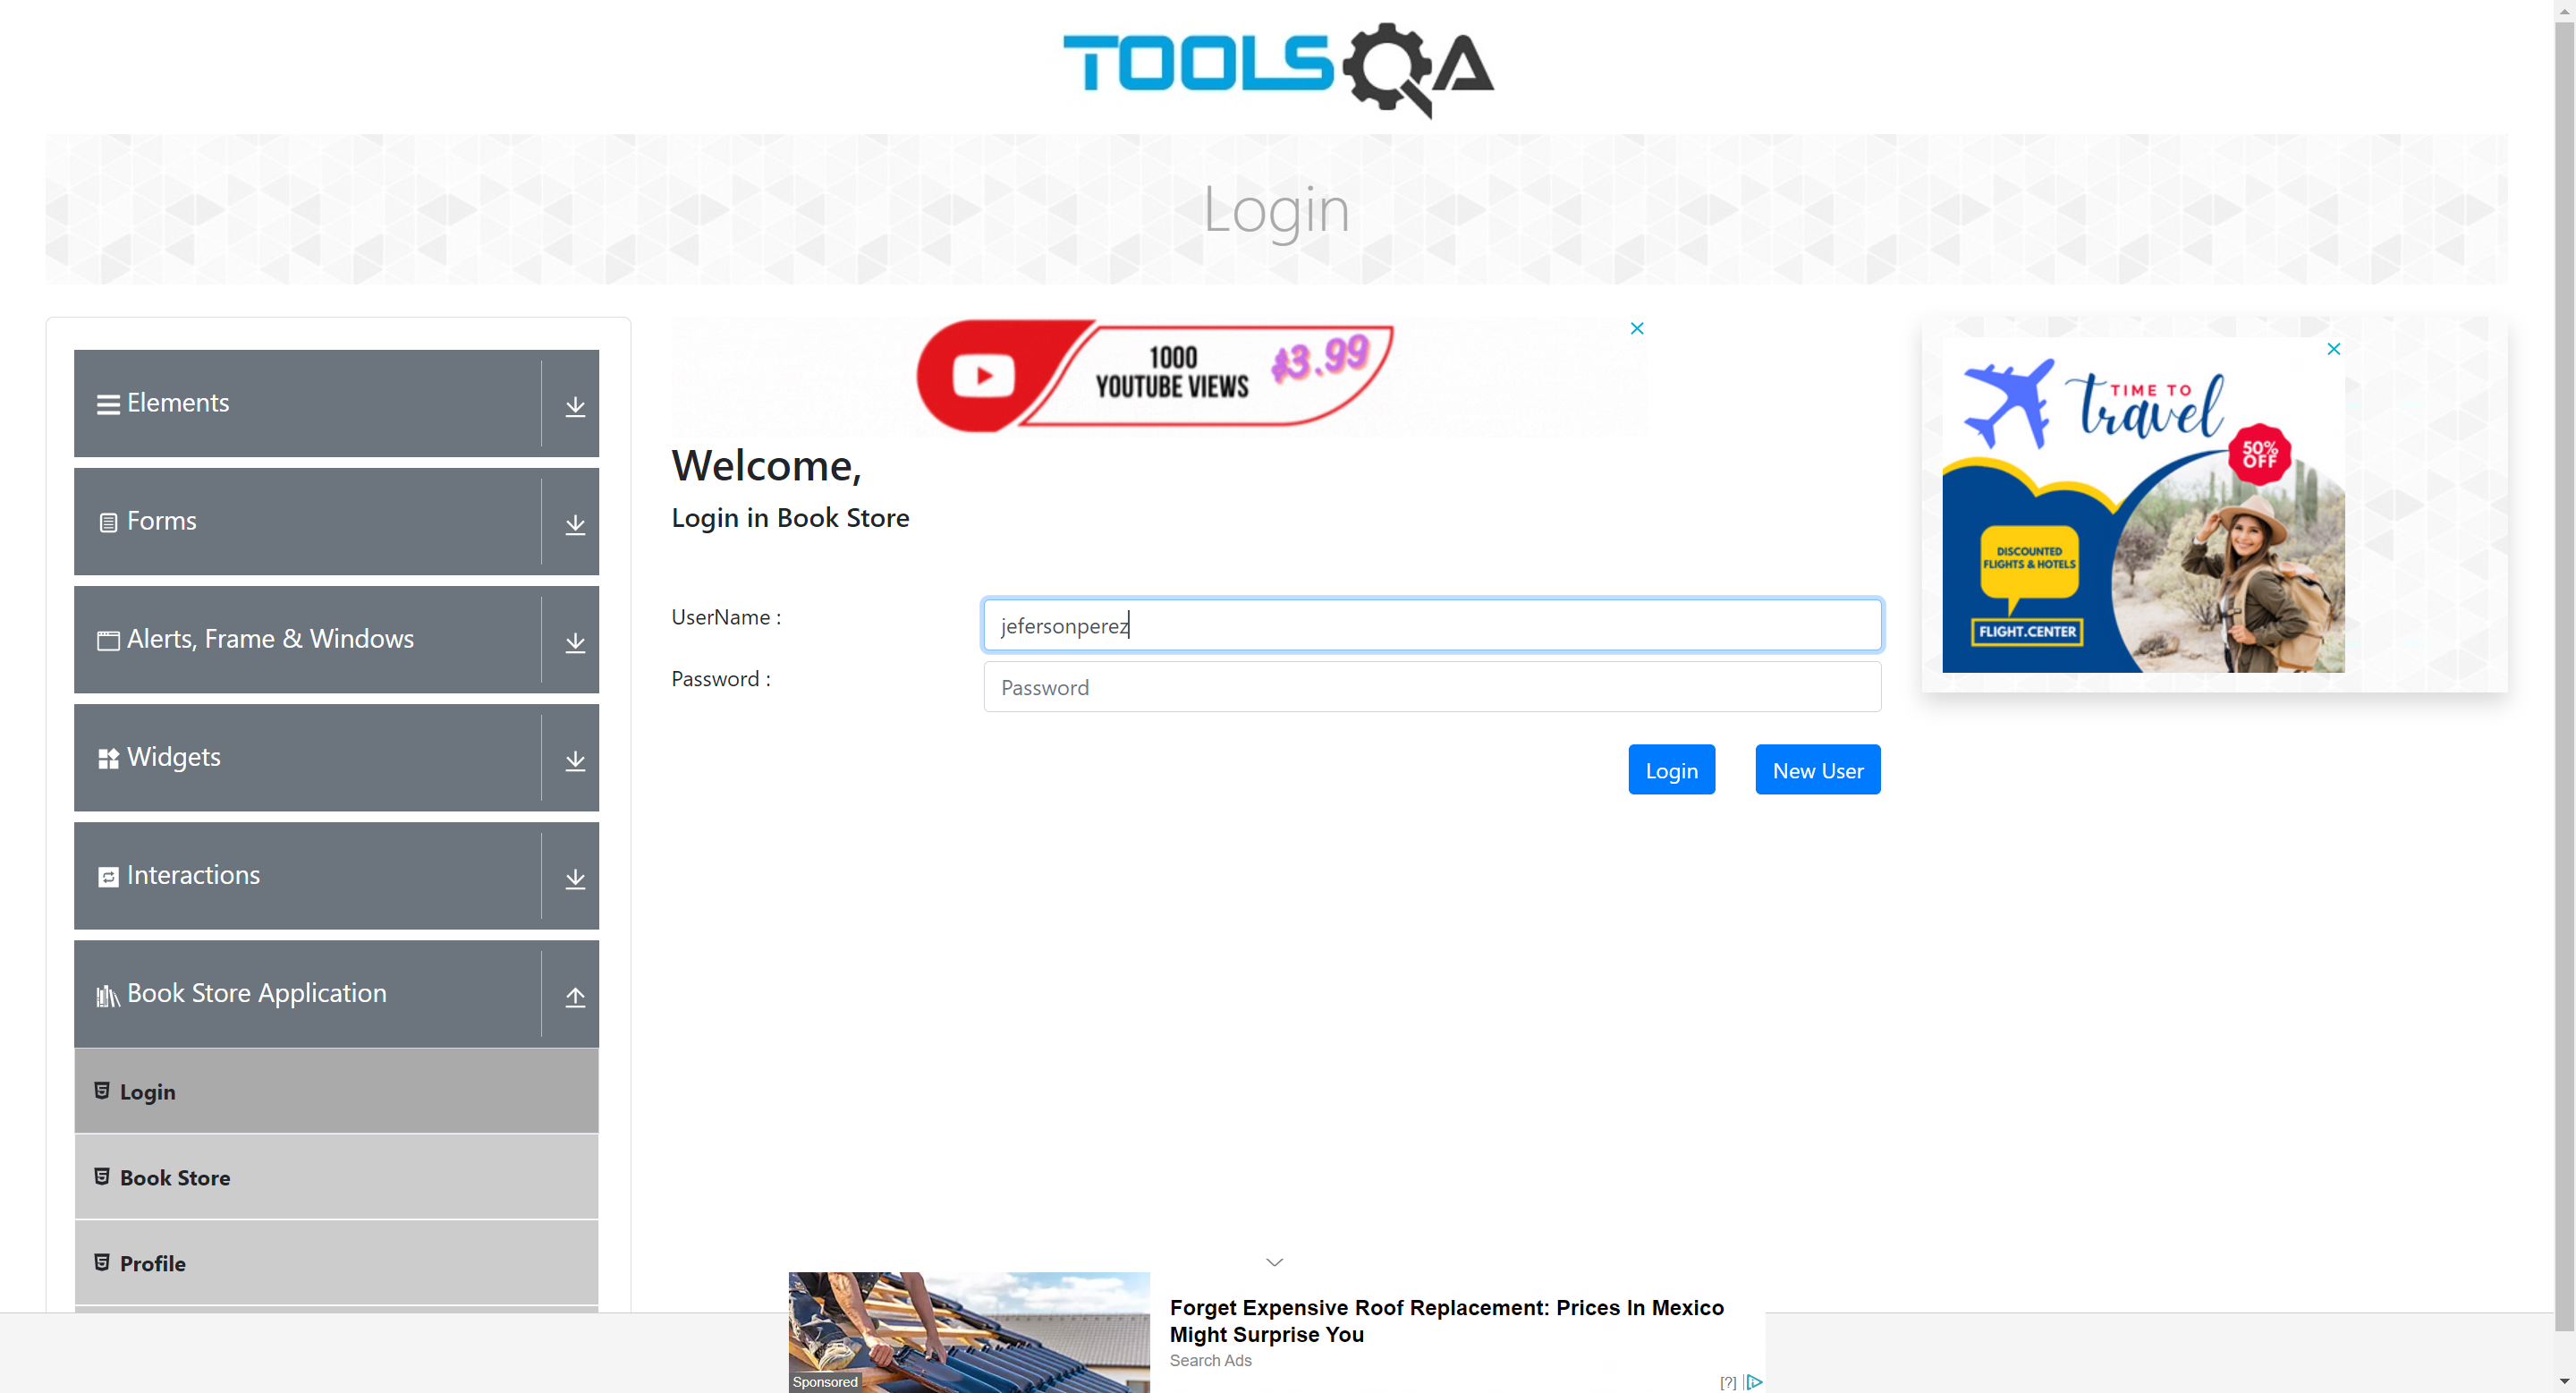 TOOLSQA
Login
Elements
Forms
Alerts, Frame & Windows
Widgets
Interactions
Book Store Application
Login
Book Store
Profile
1000
YOUTUBE VIEWS
$3.99
Welcome,
Login in Book Store
UserName :
jefersonperez
Password :
Password
Login
New User
TIME TO
travel
50%
OFF
DISCOUNTED
FLIGHTS & HOTELS
FLIGHT.CENTER
Forget Expensive Roof Replacement: Prices In Mexico
Might Surprise You
Search Ads
Sponsored
[?]